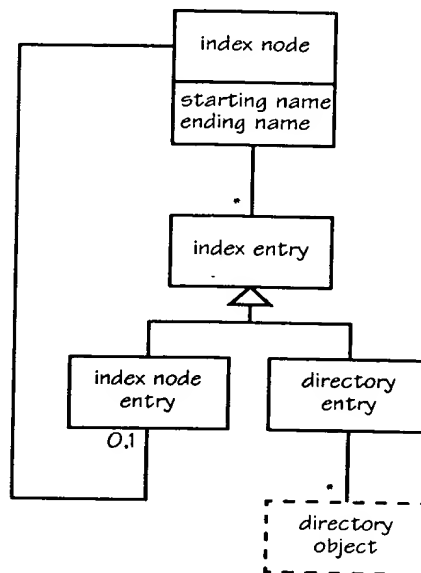 index node
starting name
ending name
*
index entry
index node
entry
directory
entry
0,1
*
directory
object